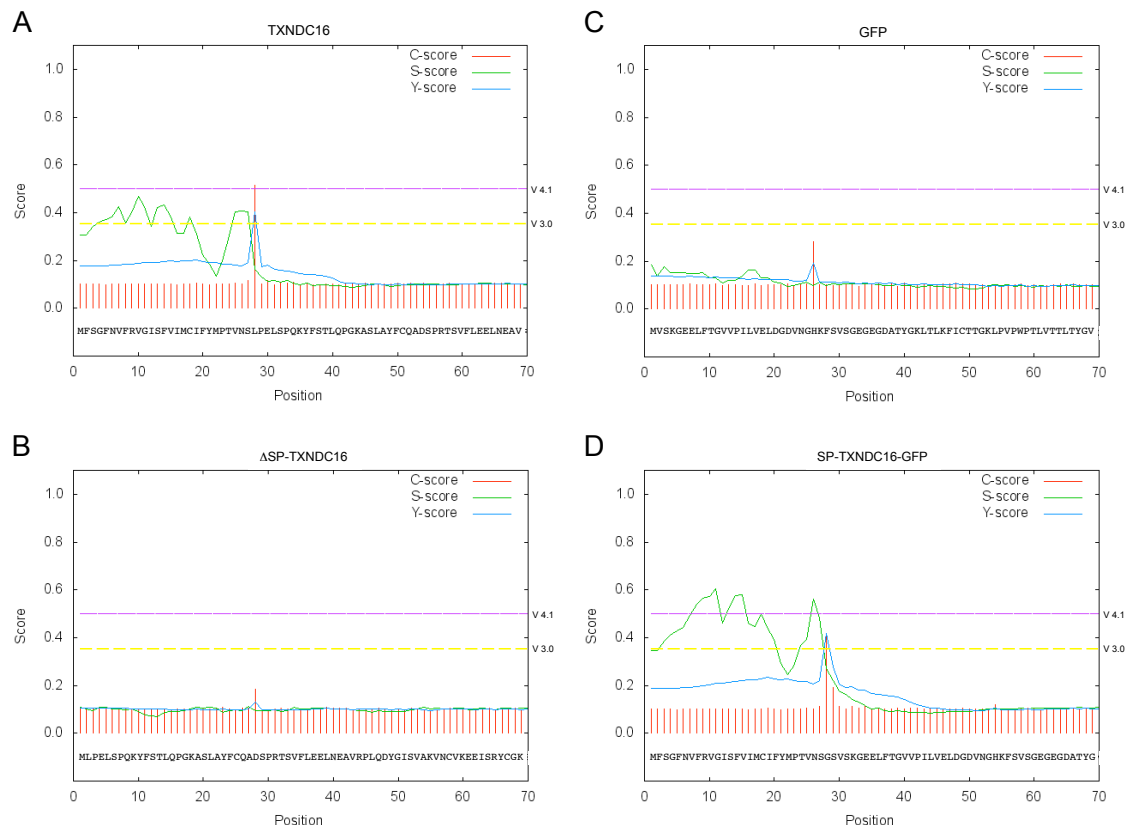 A
TXNDC16
C-score
S-score
Y-score
1.0
0.8
0.6
0.4
0.2
0.0
Score
V 4.1
V 3.0
MFSGFNVFRVGISFVIMCIFYMPTVNSLPELSPQKYFSTLQPGKASLAYFCQADSPRTSVFLEELNEAV
0 10 20 30 40 50 60 70
Position
C
GFP
C-score
S-score
Y-score
1.0
0.8
0.6
0.4
0.2
0.0
Score
V 4.1
V 3.0
MVSKGEELFTGVVPILVELDGDVNGHKFSVSGEGEGDATYGKLTLKFICTTGKLPVPWPTLVTTLTYGV
0 10 20 30 40 50 60 70
Position
B
ΔSP-TXNDC16
C-score
S-score
Y-score
1.0
0.8
0.6
0.4
0.2
0.0
Score
V 4.1
V 3.0
MLPELSPQKYFSTLQPGKASLAYFCQADSPRTSVFLEELNEAVRPLQDYGISVAKVNCVKEEISRYCGK
0 10 20 30 40 50 60 70
Position
D
SP-TXNDC16-GFP
C-score
S-score
Y-score
1.0
0.8
0.6
0.4
0.2
0.0
Score
V 4.1
V 3.0
MFSGFNVFRVGISFVIMCIFYMPTVNSGSVSKGEELFTGVVPILVELDGDVNGHKFSVSGEGEGDATYG
0 10 20 30 40 50 60 70
Position